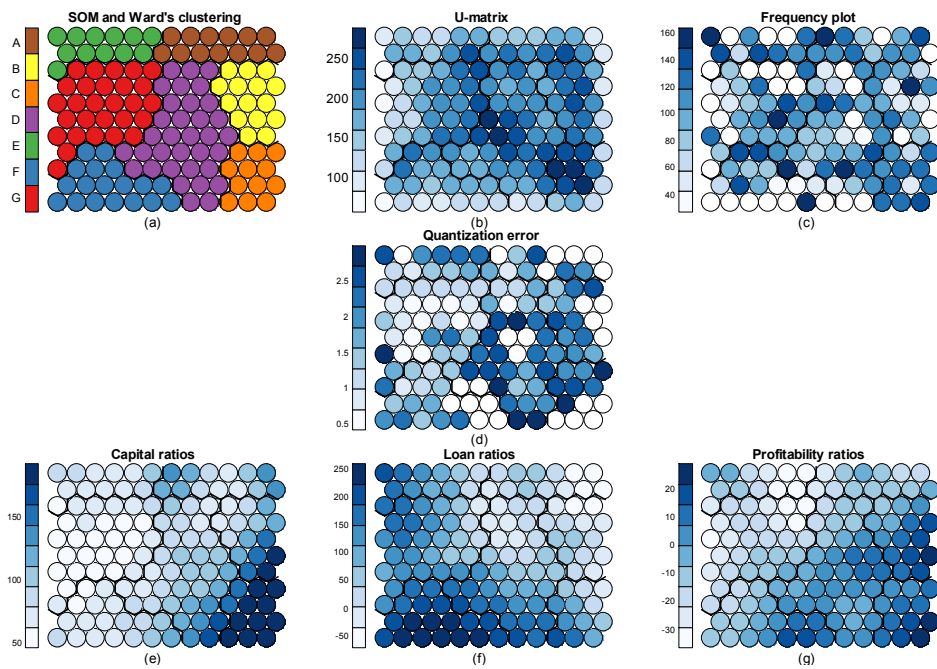 SOM and Ward's clustering
A
B
C
D
E
F
G
(a)
U-matrix
250
200
150
100
(b)
Frequency plot
160
140
120
100
80
60
40
(c)
Quantization error
2.5
2
1.5
1
0.5
(d)
Capital ratios
150
100
50
(e)
Loan ratios
250
200
150
100
50
0
-50
(f)
Profitability ratios
20
10
0
-10
-20
-30
(g)